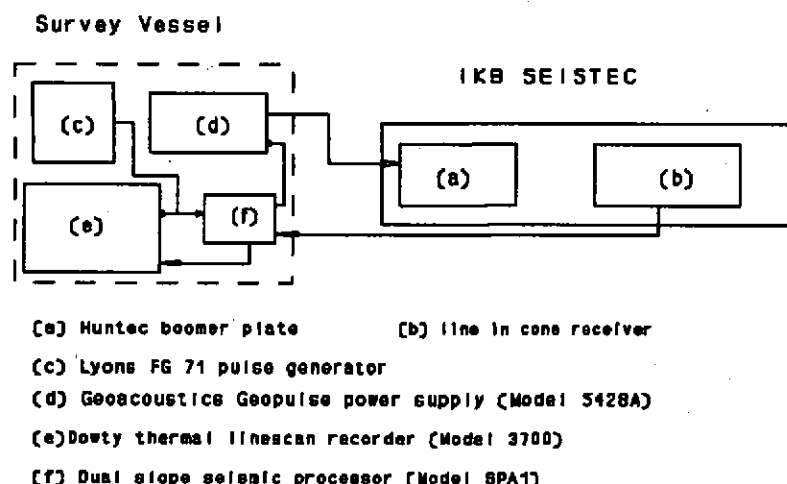 Survey Vessel
IKB SEISTEC
(c)
(d)
(a)
(b)
(e)
(f)
(a) Huntec boomer plate (b) line in cone receiver
(c) Lyons FG 71 pulse generator
(d) Geoacoustics Geopulse power supply (Model 5428A)
(e)Dowty thermal linescan recorder (Model 3700)
(f) Dual slope seismic processor (Model SPA1)